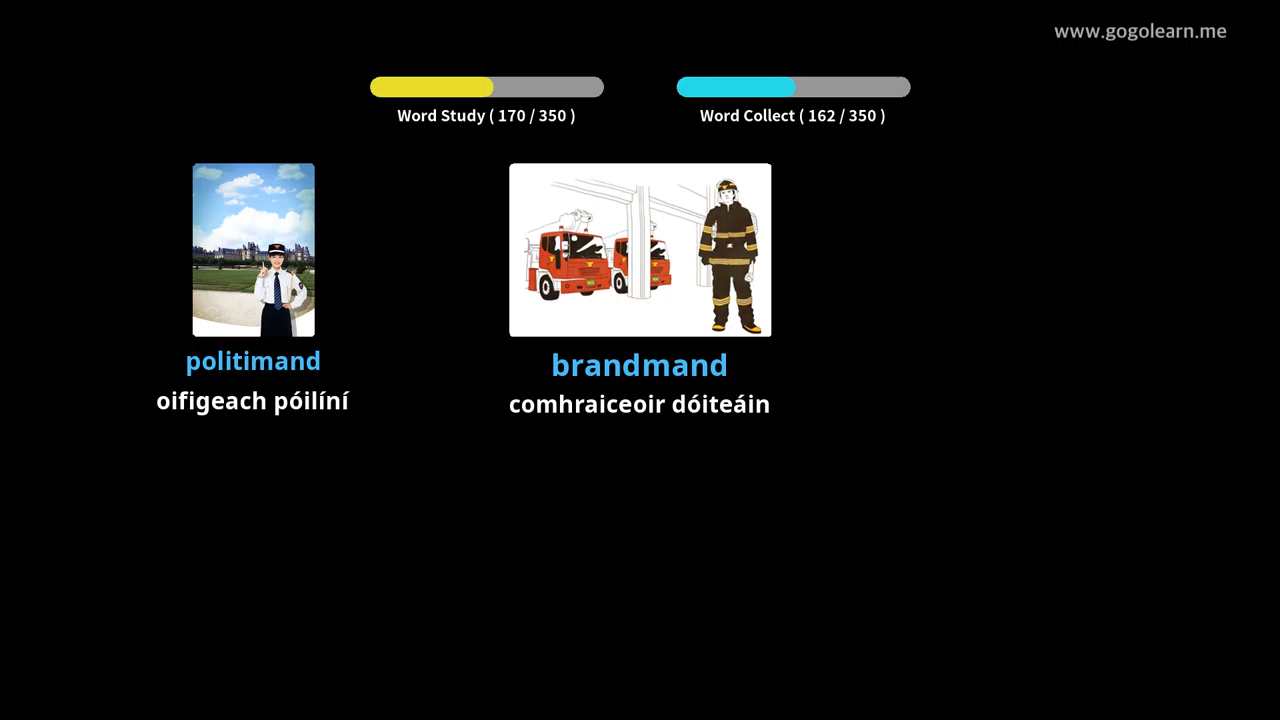 www.gogolearn.me
Word Study ( 170 / 350 )
Word Collect ( 162 / 350 )
politimand
oifigeach póilíní
brandmand
comhraiceoir dóiteáin